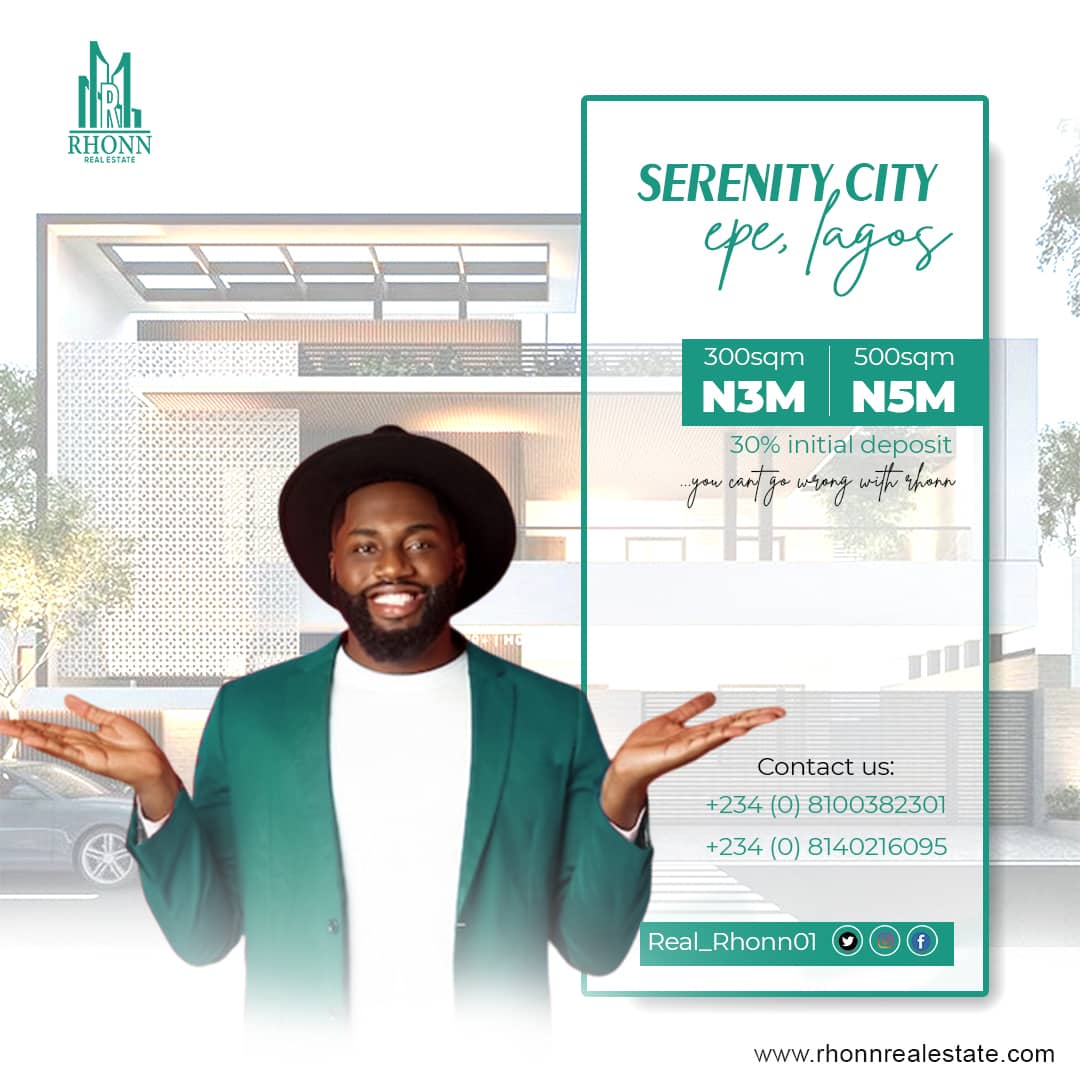 RHONN
REAL ESTATE
SERENITY CITY
epe, lagos
300sqm
N3M
500sqm
N5M
30% initial deposit
...you cant go wrong with rhonn
Contact us:
+234 (0) 8100382301
+234 (0) 8140216095
Real_Rhonn01
www.rhonnrealestate.com